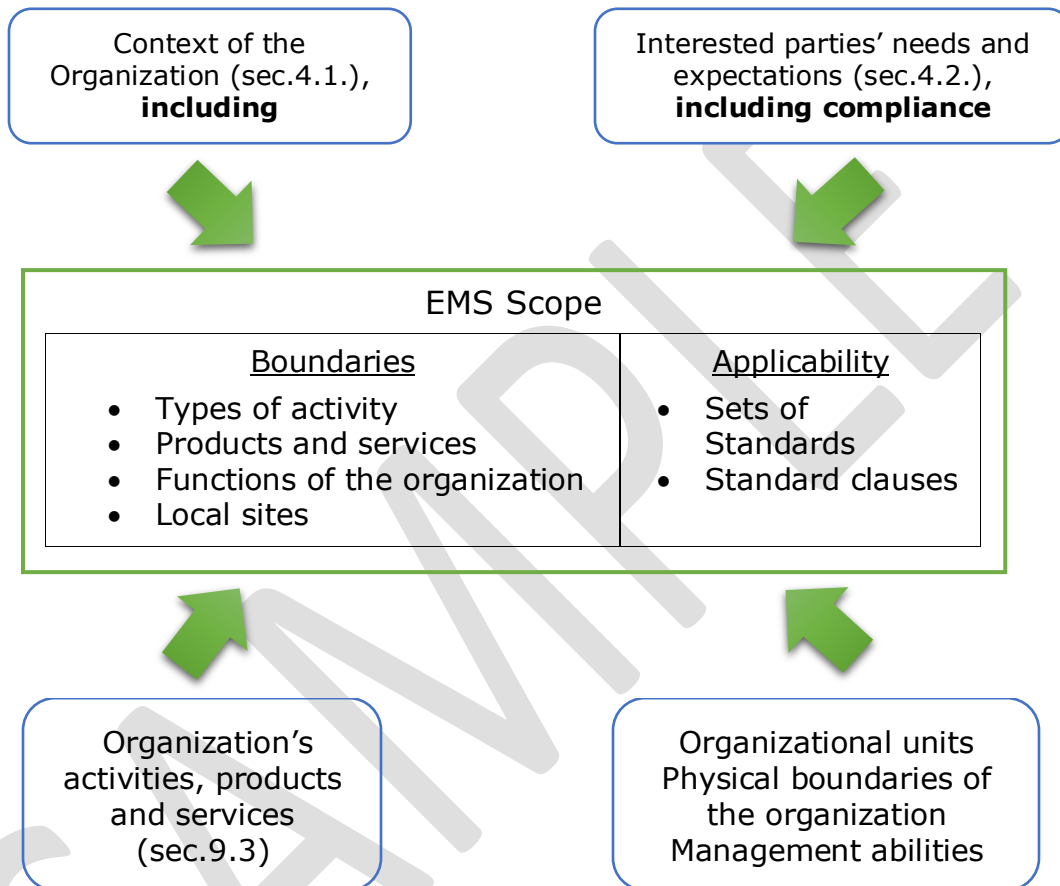 Context of the
Organization (sec.4.1.),
including
Interested parties’ needs and
expectations (sec.4.2.),
including compliance
EMS Scope
Boundaries
• Types of activity
• Products and services
• Functions of the organization
• Local sites
Applicability
• Sets of
Standards
• Standard clauses
Organization’s
activities, products
and services
(sec.9.3)
Organizational units
Physical boundaries of
the organization
Management abilities
SAMPLE